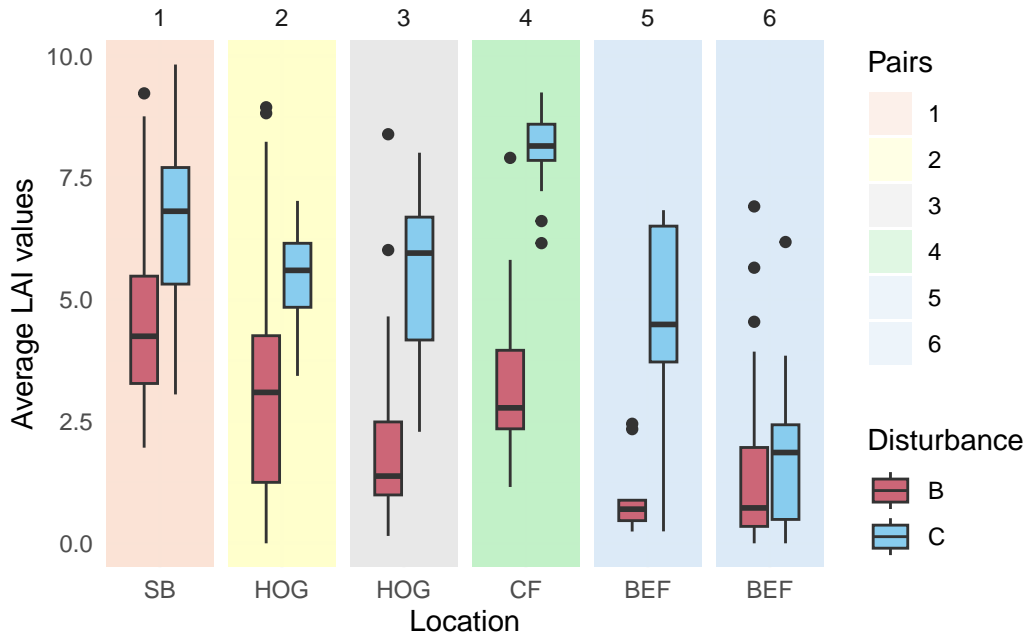 1 2 3 4 5 6
10.0
7.5
5.0
2.5
0.0
Average LAI values
SB HOG HOG CF BEF BEF
Location
Pairs
1
2
3
4
5
6
Disturbance
B
C